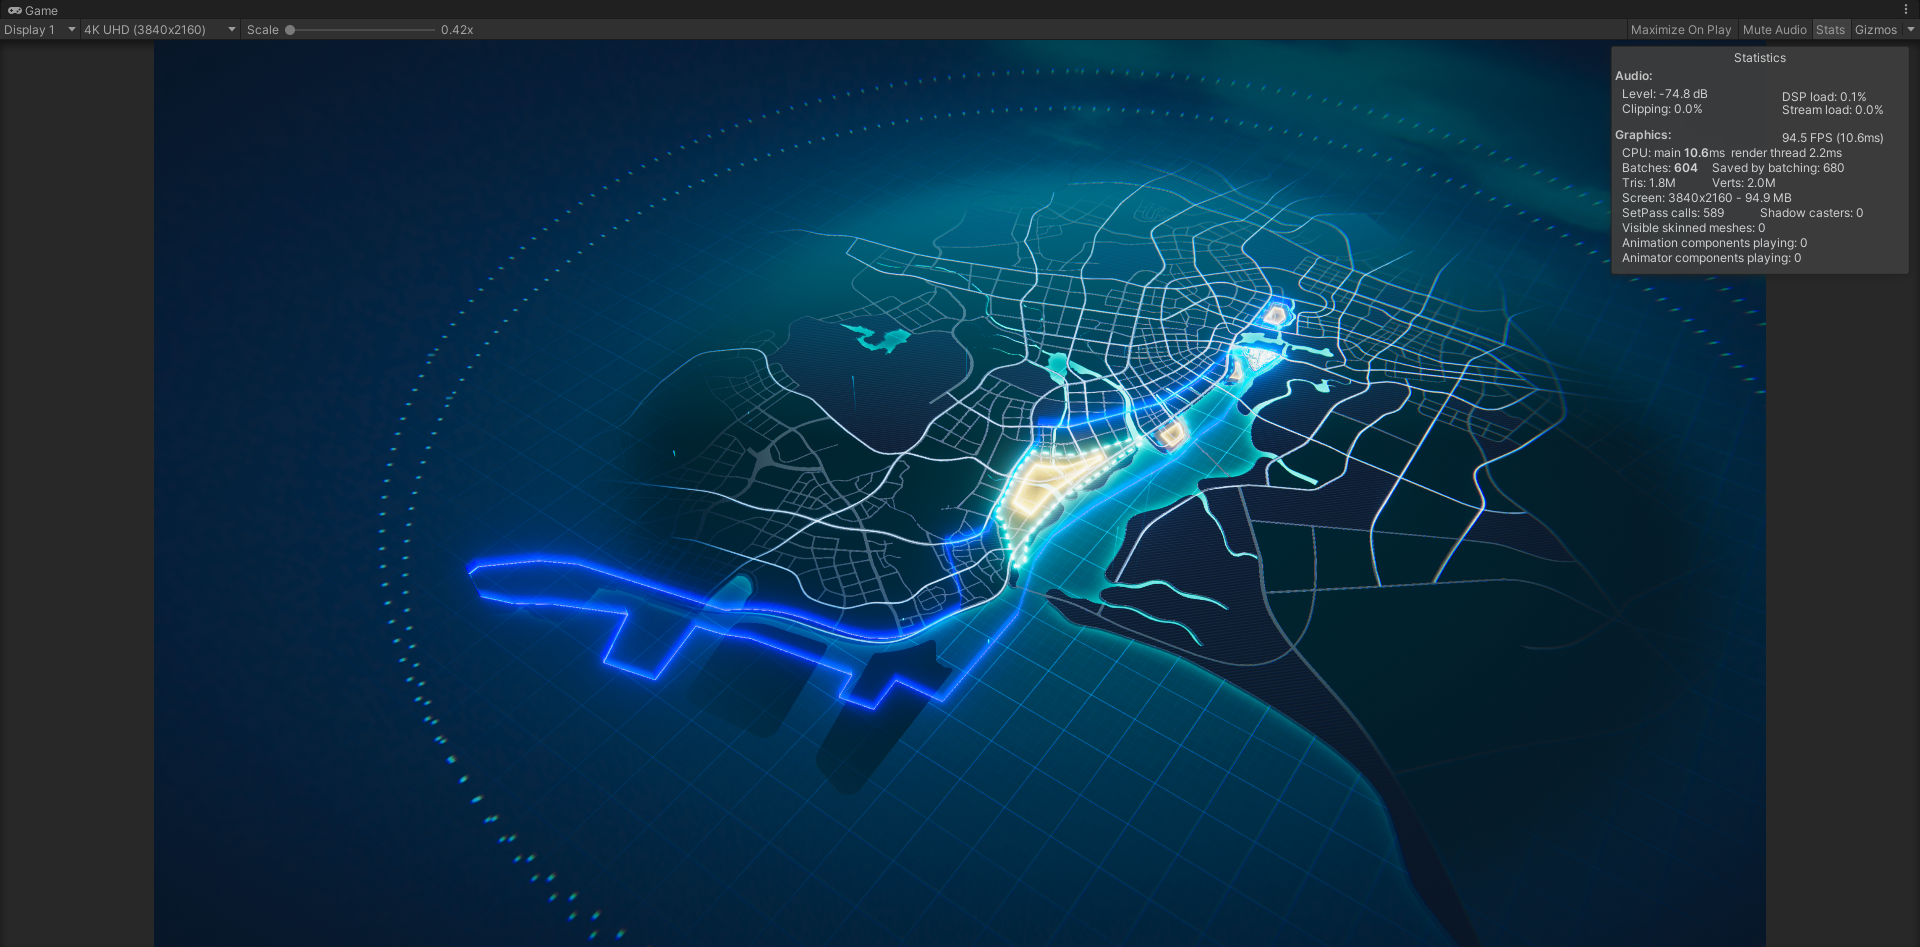 Game
Display 1 4K UHD (3840x2160) Scale 0.42x Maximize On Play Mute Audio Stats Gizmos
Statistics
Audio:
Level: -74.8 dB DSP load: 0.1%
Clipping: 0.0% Stream load: 0.0%
Graphics: 94.5 FPS (10.6ms)
CPU: main 10.6ms render thread 2.2ms
Batches: 604 Saved by batching: 680
Tris: 1.8M Verts: 2.0M
Screen: 3840x2160 - 94.9 MB
SetPass calls: 589 Shadow casters: 0
Visible skinned meshes: 0
Animation components playing: 0
Animator components playing: 0